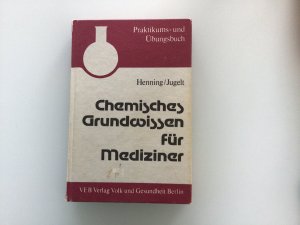 Praktikums- und
Übungsbuch
Henning/Jugelt
Chemisches
Grundwissen
für
Mediziner
VEB Verlag Volk und Gesundheit Berlin